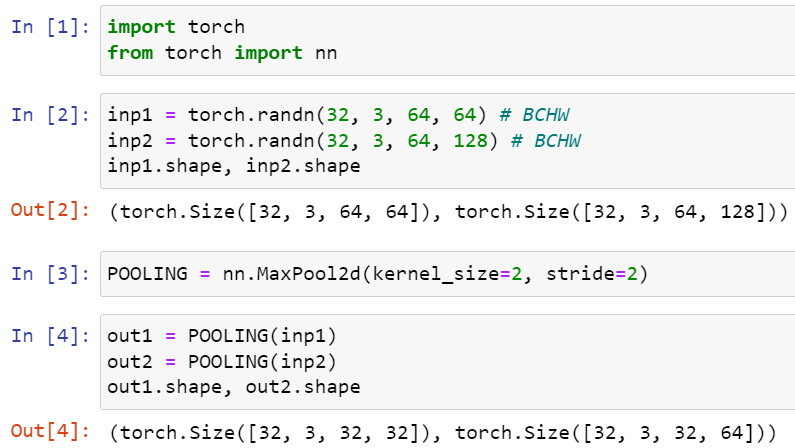 In [1]: import torch
from torch import nn
In [2]: inp1 = torch.randn(32, 3, 64, 64) # BCHW
inp2 = torch.randn(32, 3, 64, 128) # BCHW
inp1.shape, inp2.shape
Out[2]: (torch.Size([32, 3, 64, 64]), torch.Size([32, 3, 64, 128]))
In [3]: POOLING = nn.MaxPool2d(kernel_size=2, stride=2)
In [4]: out1 = POOLING(inp1)
out2 = POOLING(inp2)
out1.shape, out2.shape
Out[4]: (torch.Size([32, 3, 32, 32]), torch.Size([32, 3, 32, 64]))